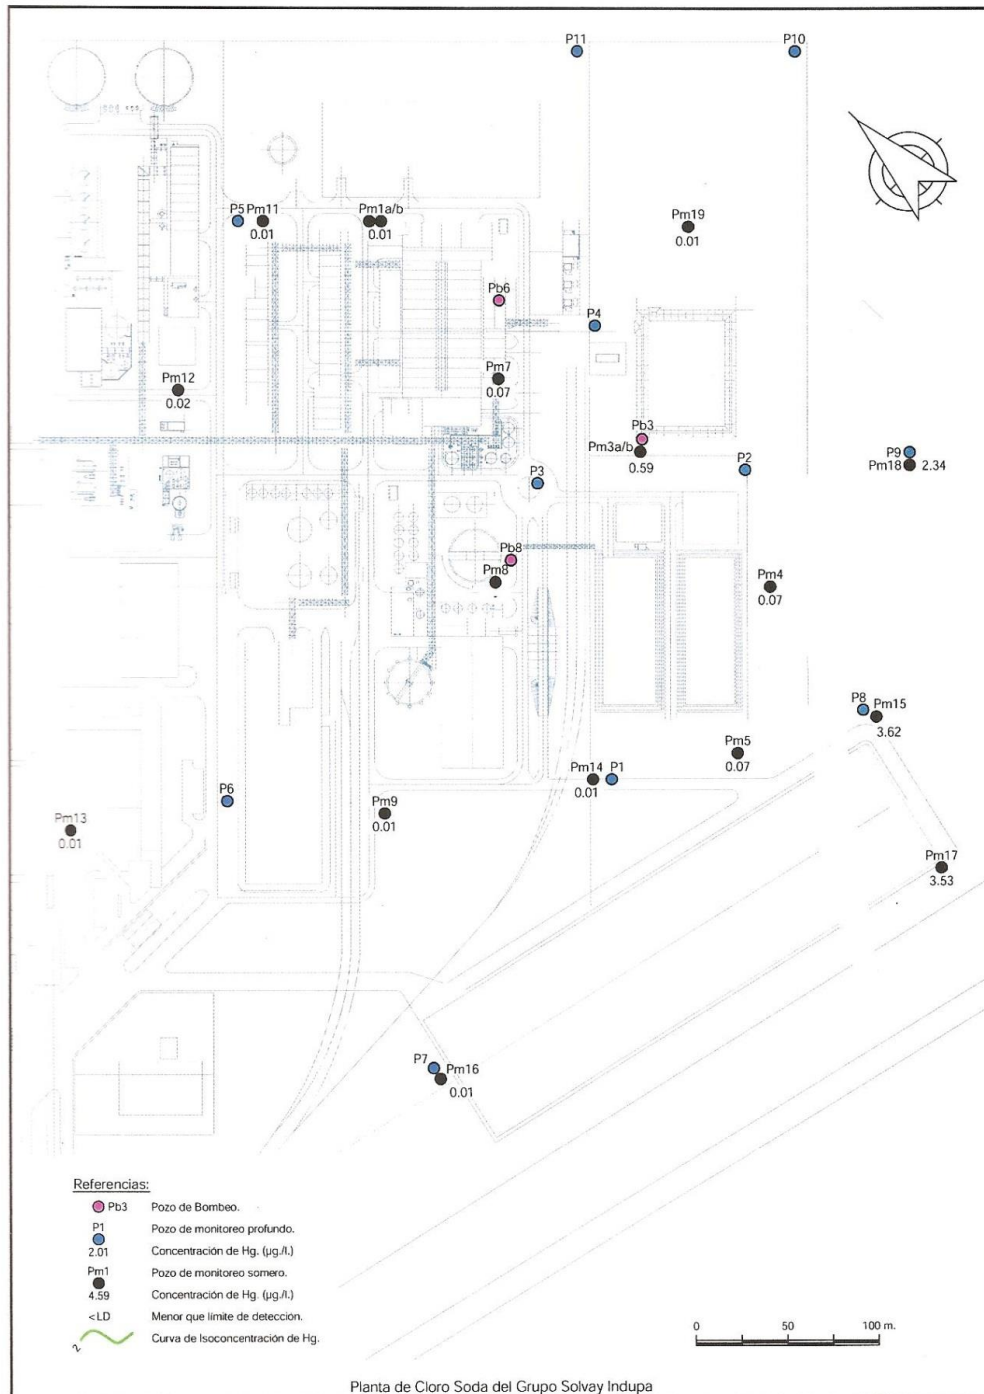 P11
P10
P5
Pm11
0.01
Pm1a/b
0.01
Pm19
0.01
Pb6
P4
Pm12
0.02
Pm7
0.07
Pb3
Pm3a/b
0.59
P2
P9
Pm18
2.34
P3
Pb8
Pm8
Pm4
0.07
P8
Pm15
3.62
Pm5
0.07
Pm14
0.01
P1
P6
Pm9
0.01
Pm13
0.01
Pm17
3.53
P7
Pm16
0.01
Referencias:
Pb3 Pozo de Bombeo.
P1 Pozo de monitoreo profundo.
2.01 Concentración de Hg. (µg./l.)
Pm1 Pozo de monitoreo somero.
4.59 Concentración de Hg. (µg./l.)
<LD Menor que límite de detección.
2 Curva de Isoconcentración de Hg.
0 50 100 m.
Planta de Cloro Soda del Grupo Solvay Indupa